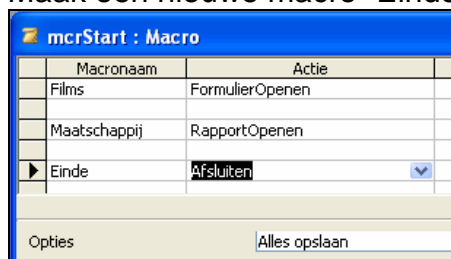 Maak een nieuwe macro "Einde
mcrStart : Macro
Macronaam Actie
Films FormulierOpenen
Maatschappij RapportOpenen
Einde Afsluiten
Opties Alles opslaan